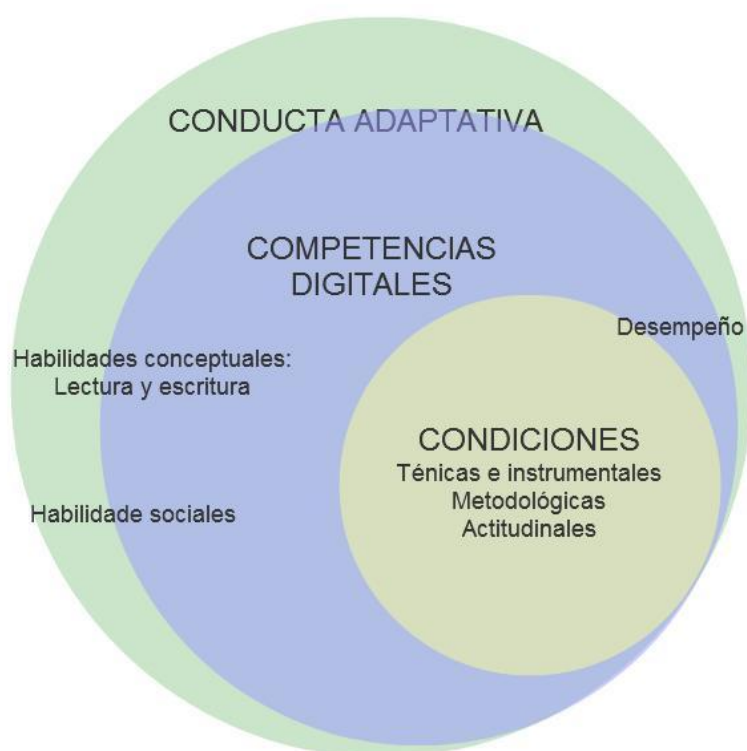 CONDUCTA ADAPTATIVA
COMPETENCIAS
DIGITALES
Desempeño
Habilidades conceptuales:
Lectura y escritura
CONDICIONES
Ténicas e instrumentales
Metodológicas
Actitudinales
Habilidade sociales